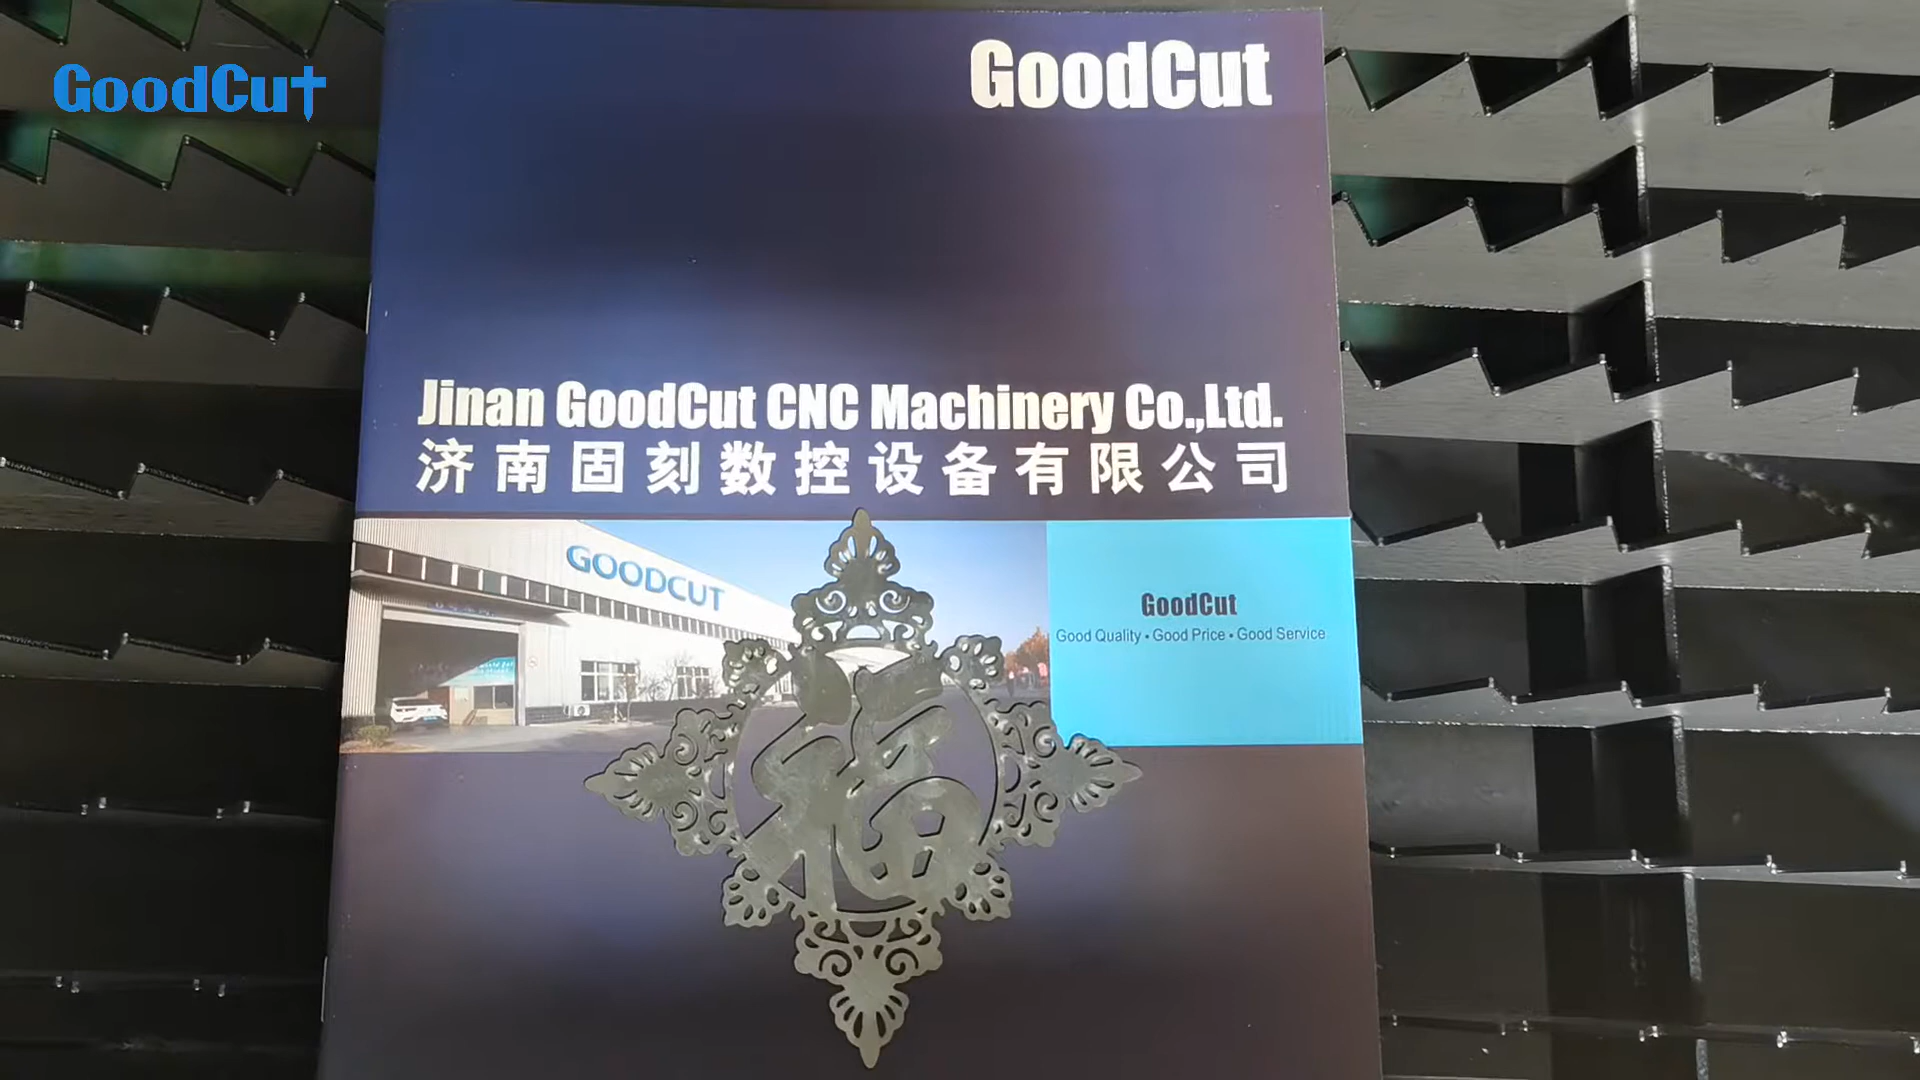 GoodCut
GoodCut
Jinan GoodCut CNC Machinery Co.,Ltd.
济南固刻数控设备有限公司
GOODCUT
GoodCut
Good Quality • Good Price • Good Service
福